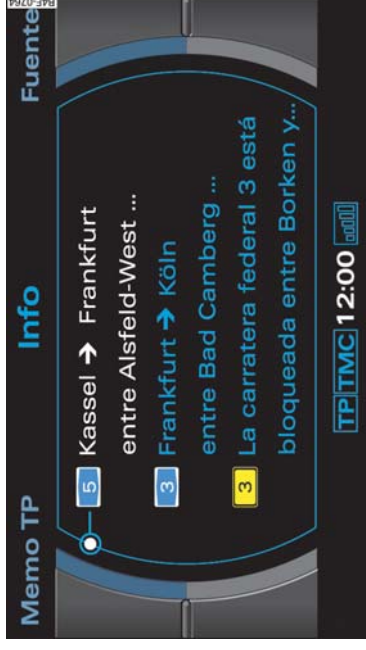 B4F-0764
Memo TP
Info
Fuente
5 Kassel → Frankfurt
entre Alsfeld-West ...
3 Frankfurt → Köln
entre Bad Camberg ...
3 La carratera federal 3 está
bloqueada entre Borken y...
TP TMC 12:00